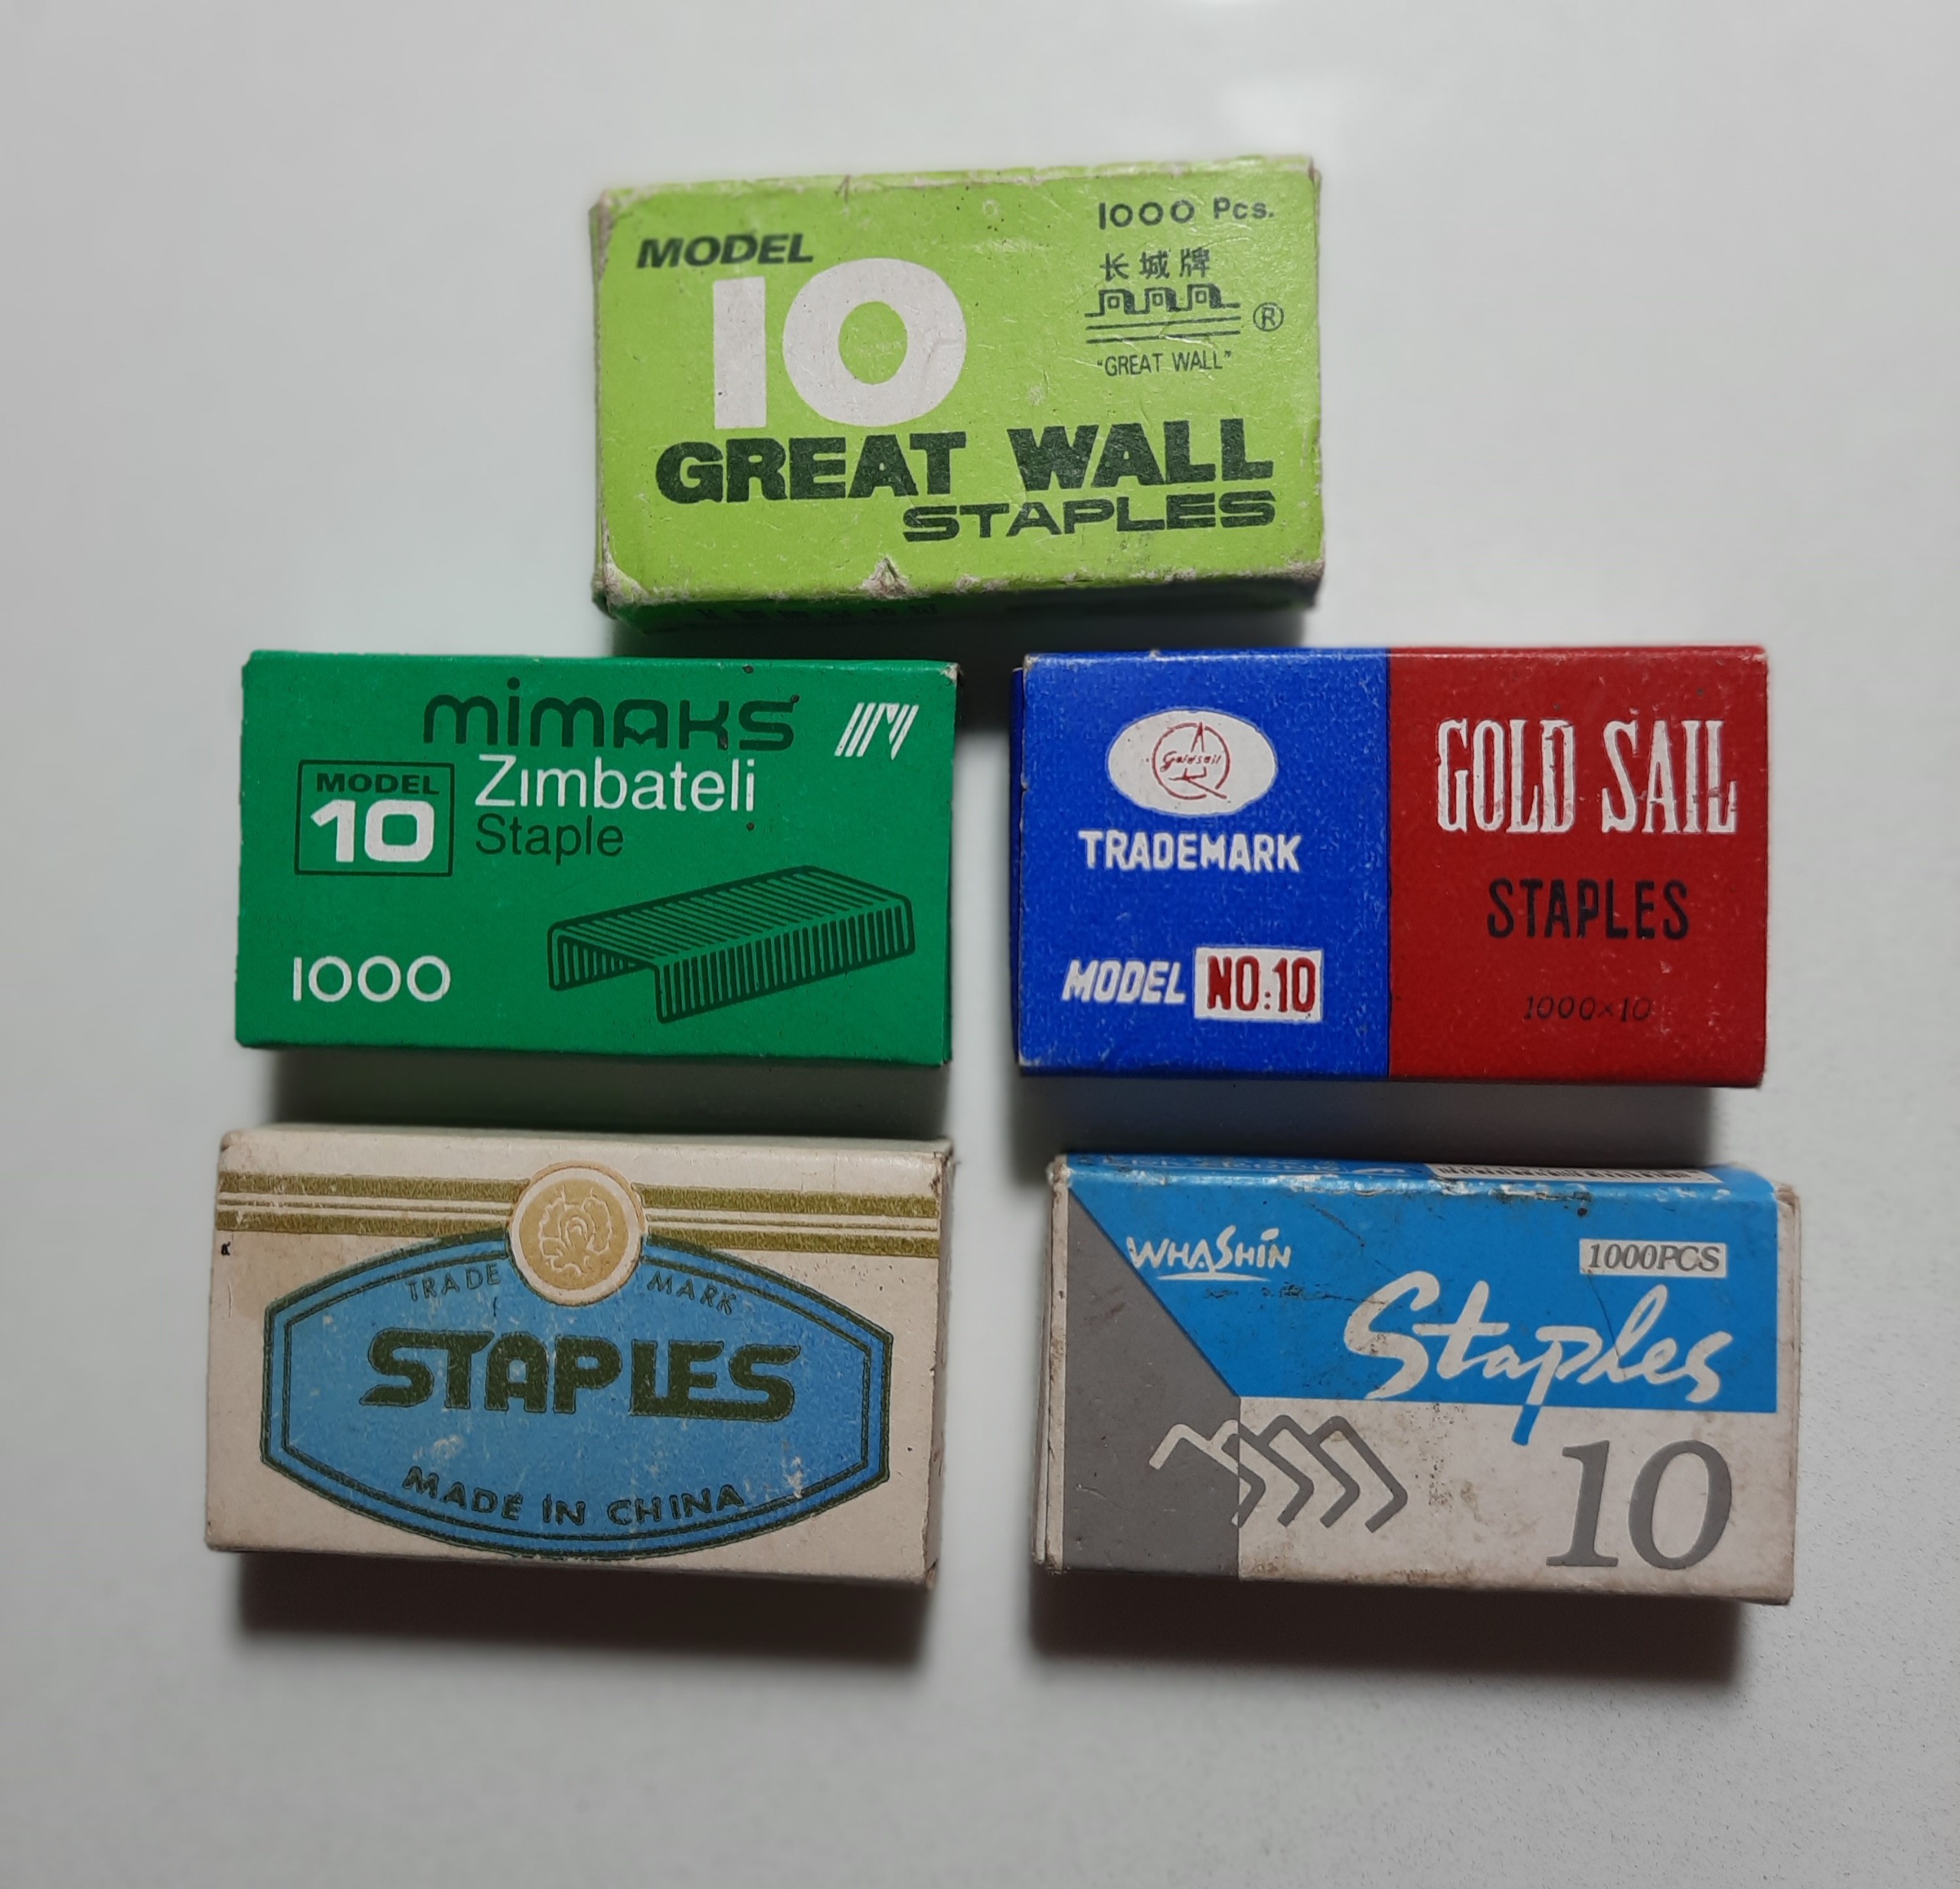 MODEL
10
1000 Pcs.
长城牌
®
"GREAT WALL"
GREAT WALL
STAPLES
mimaks
MODEL
10
Zımbateli
Staple
1000
Goldsail
TRADEMARK
MODEL NO:10
GOLD SAIL
STAPLES
1000×10
TRADE MARK
STAPLES
MADE IN CHINA
WHASHIN
1000PCS
Staples
10